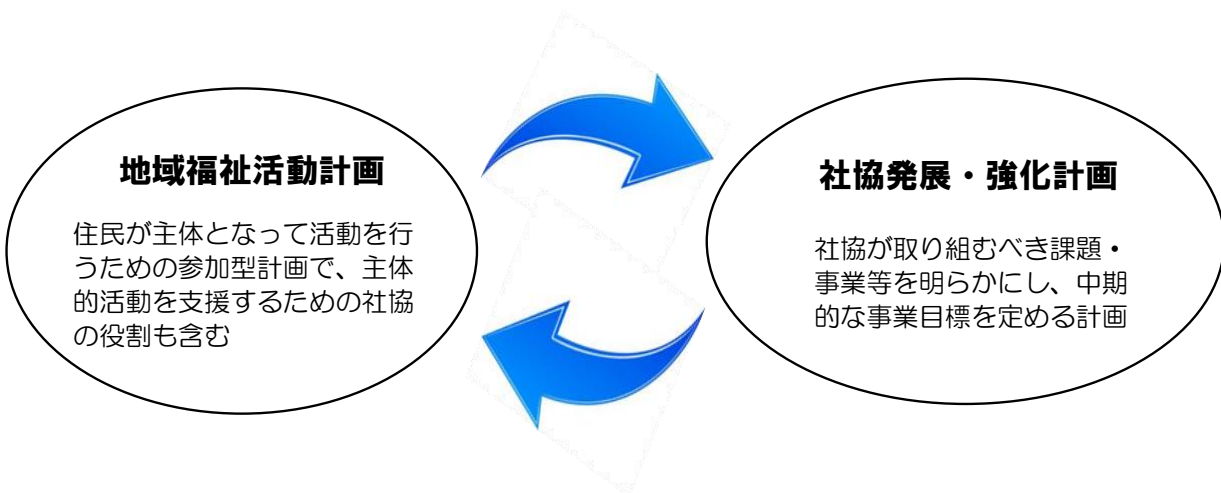 地域福祉活動計画
住民が主体となって活動を行
うための参加型計画で、主体
的活動を支援するための社協
の役割も含む
社協発展・強化計画
社協が取り組むべき課題・
事業等を明らかにし、中期
的な事業目標を定める計画